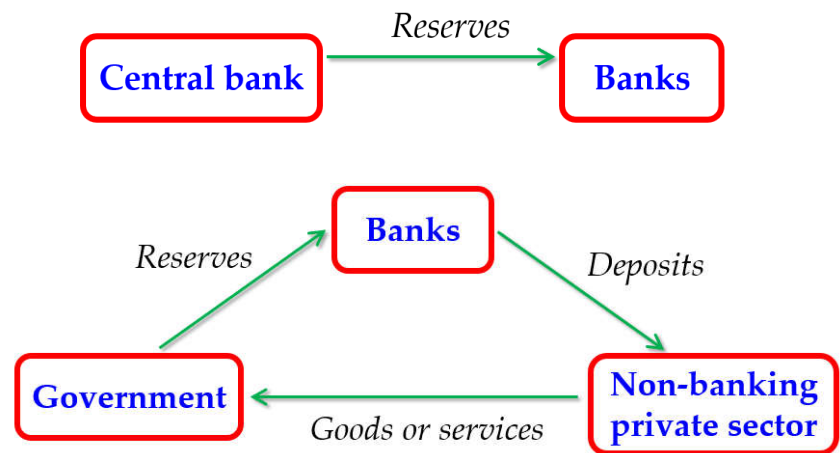 Reserves
Central bank
Banks
Banks
Reserves
Deposits
Government
Non-banking
private sector
Goods or services